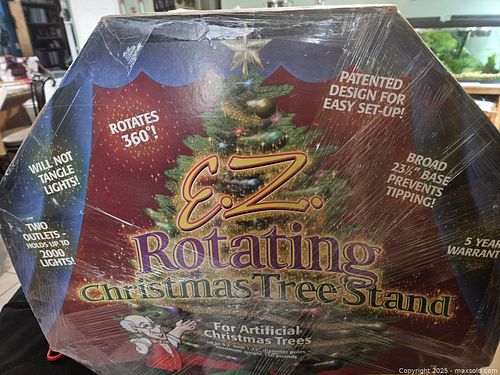 PATENTED
DESIGN FOR
EASY SET-UP!
ROTATES
360°!
WILL NOT
TANGLE
LIGHTS!
BROAD
23½" BASE
PREVENTS
TIPPING!
E.Z.
TWO
OUTLETS -
HOLDS UP TO
2000
LIGHTS!
5 YEAR
WARRANT
Rotating
Christmas Tree Stand
For Artificial
Christmas Trees
Copyright 2025 - maxsold.com